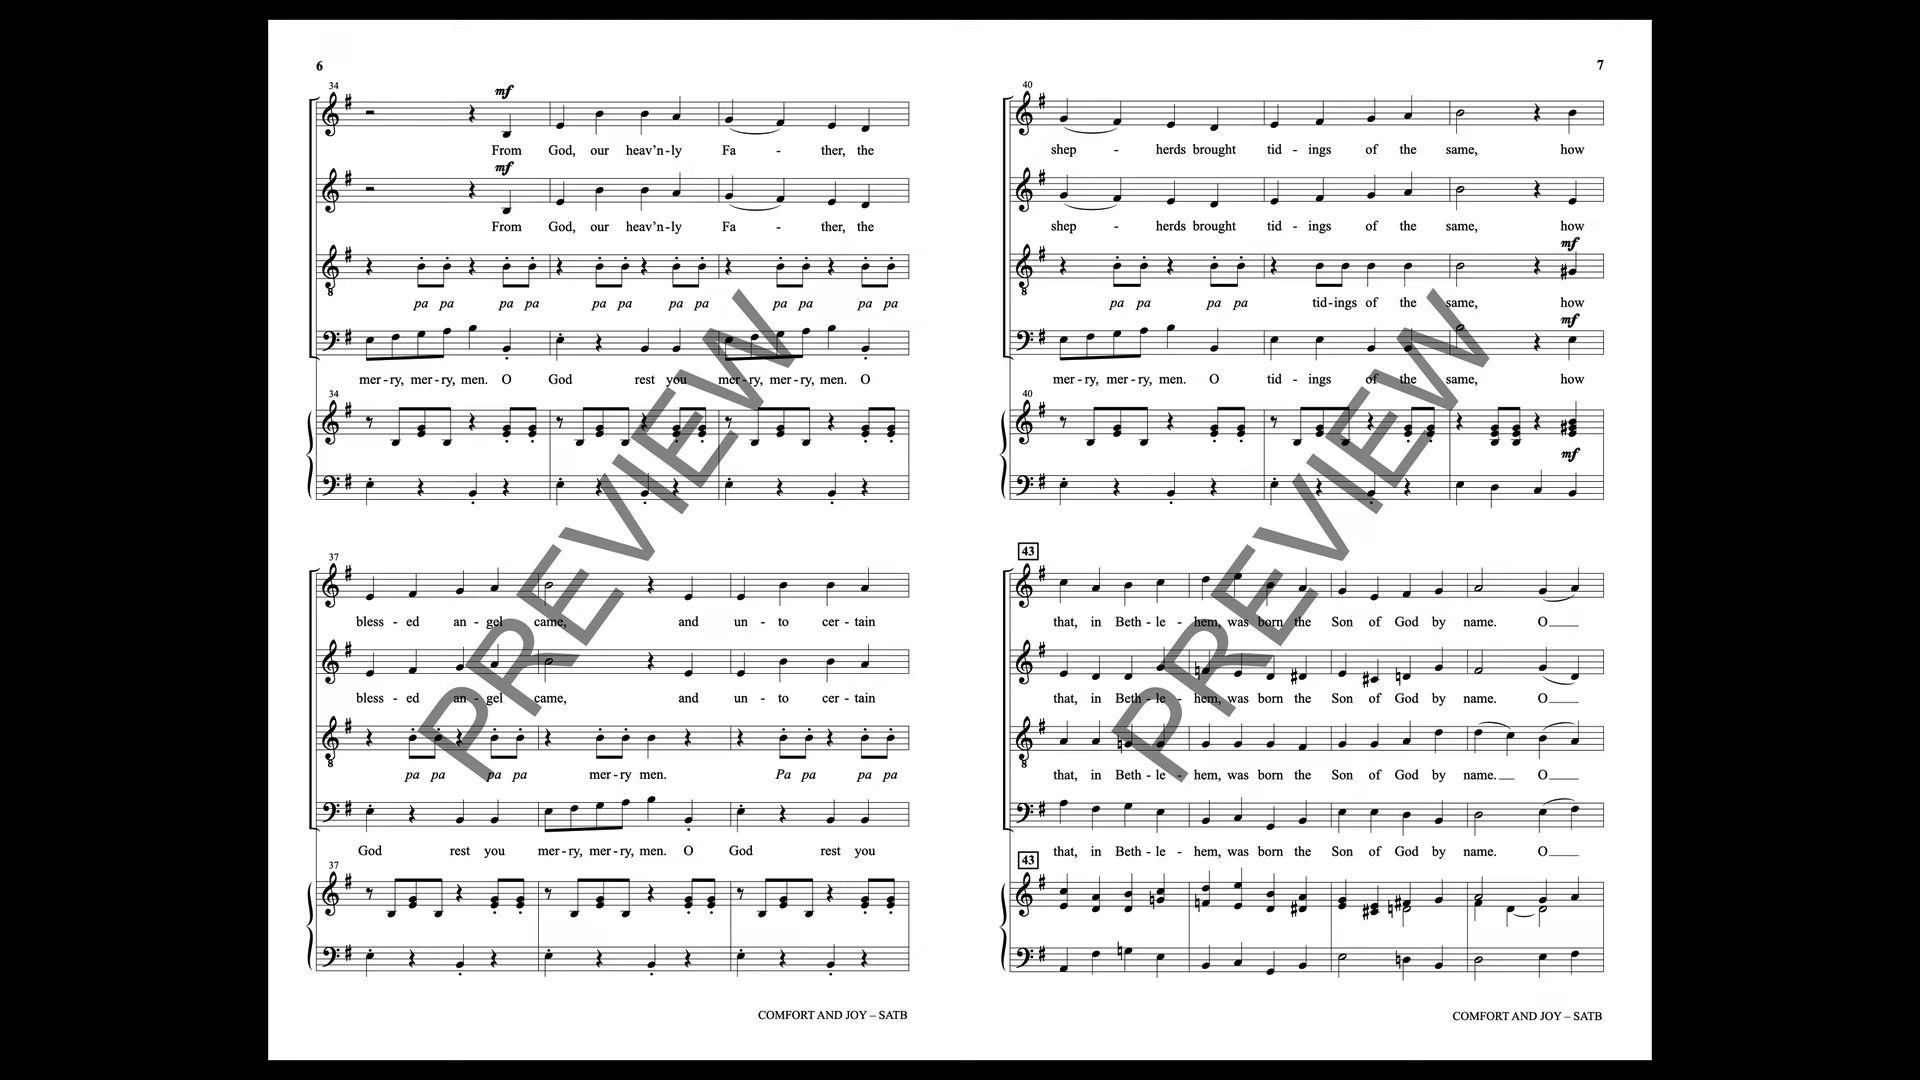 6
34
mf
From God, our heav'n - ly Fa - ther, the
mf
From God, our heav'n - ly Fa - ther, the
8
pa pa pa pa pa pa pa pa pa pa pa pa
mer - ry, mer - ry, men. O God rest you mer - ry, mer - ry, men. O
34
37
bless - ed an - gel came, and un - to cer - tain
bless - ed an - gel came, and un - to cer - tain
8
pa pa pa pa mer - ry men. Pa pa pa pa
God rest you mer - ry, mer - ry, men. O God rest you
37
COMFORT AND JOY – SATB
PREVIEW
7
40
shep - herds brought tid - ings of the same, how
shep - herds brought tid - ings of the same, how
mf
8
pa pa pa pa tid - ings of the same, how
mf
mer - ry, mer - ry, men. O tid - ings of the same, how
40
mf
43
that, in Beth - le - hem, was born the Son of God by name. O
that, in Beth - le - hem, was born the Son of God by name. O
8
that, in Beth - le - hem, was born the Son of God by name. O
that, in Beth - le - hem, was born the Son of God by name. O
43
COMFORT AND JOY – SATB
PREVIEW